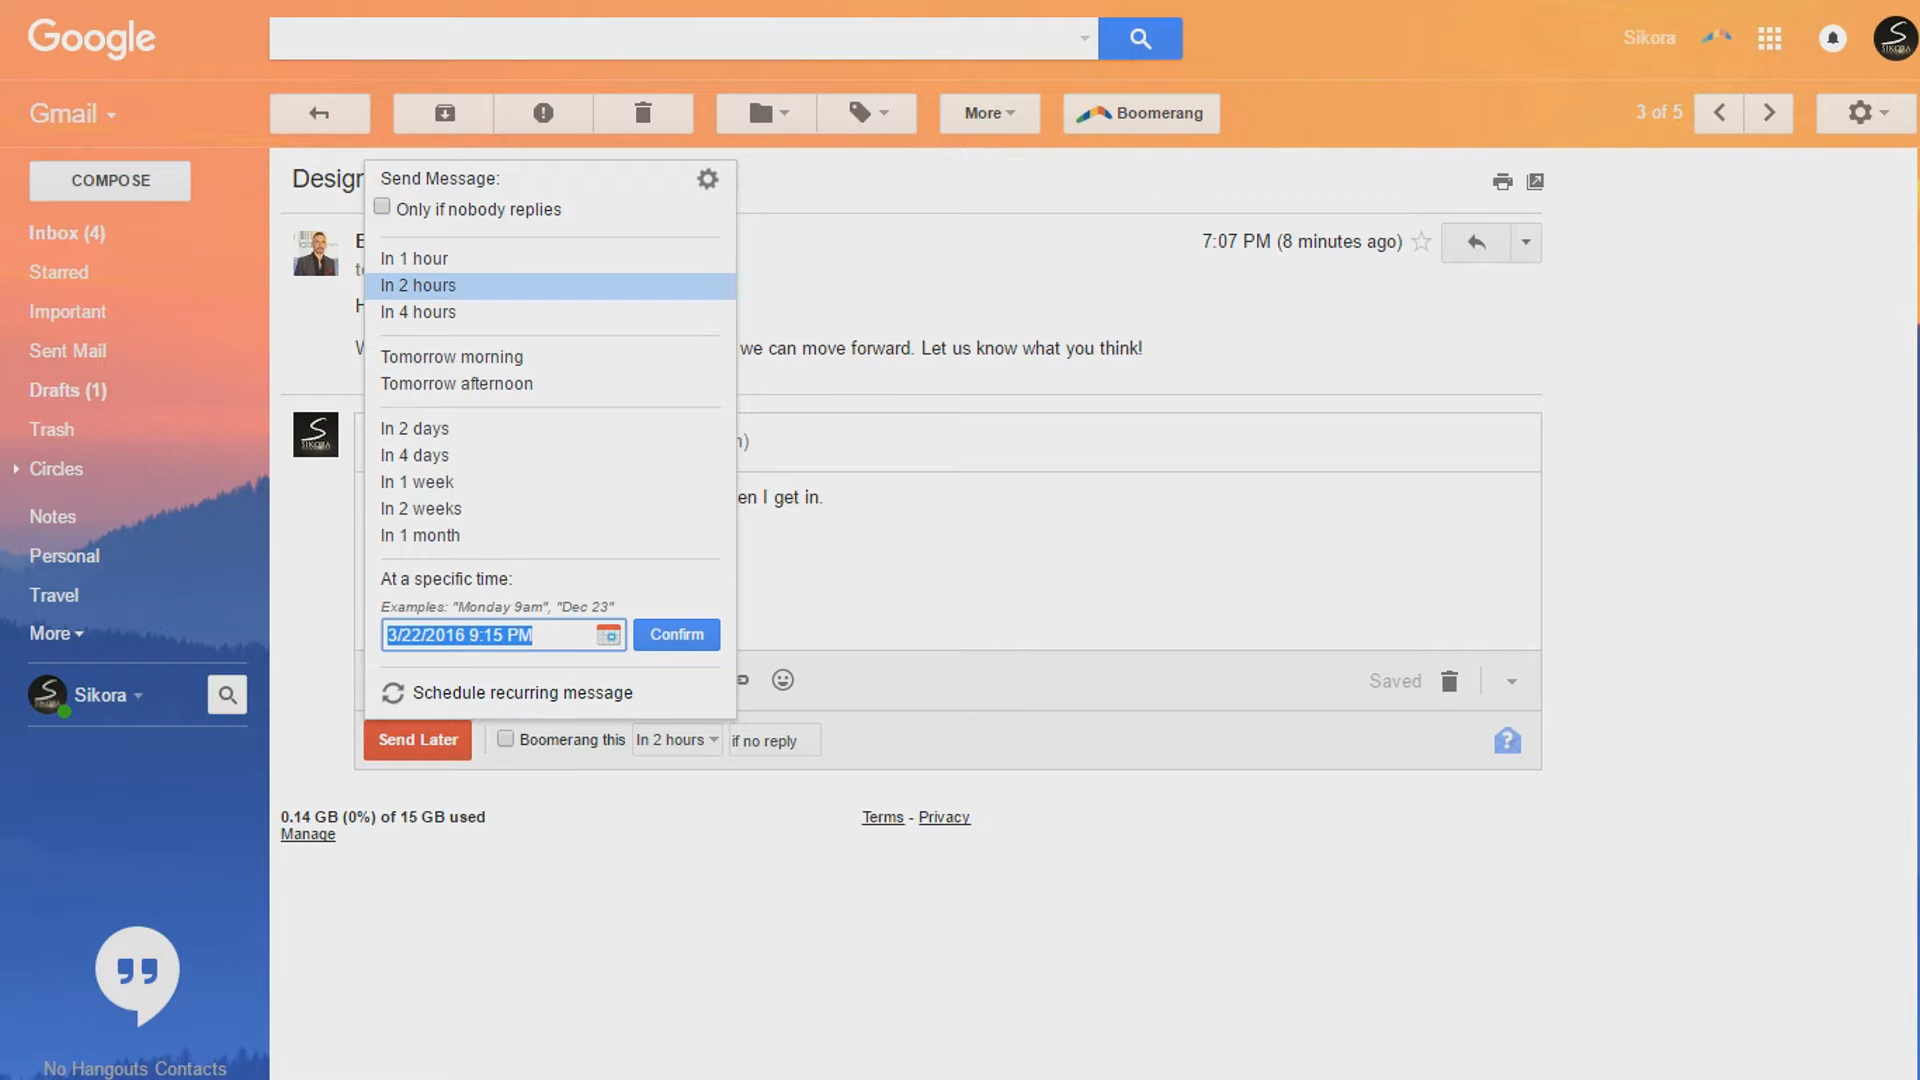 Google
Sikora
SIKORA
Gmail
More
Boomerang
3 of 5
COMPOSE
Inbox (4)
Starred
Important
Sent Mail
Drafts (1)
Trash
Circles
Notes
Personal
Travel
More
Sikora
No Hangouts Contacts
Design
Send Message:
Only if nobody replies
In 1 hour
In 2 hours
In 4 hours
Tomorrow morning
Tomorrow afternoon
In 2 days
In 4 days
In 1 week
In 2 weeks
In 1 month
At a specific time:
Examples: "Monday 9am", "Dec 23"
3/22/2016 9:15 PM
Confirm
Schedule recurring message
7:07 PM (8 minutes ago)
we can move forward. Let us know what you think!
SIKORA
en I get in.
Saved
Send Later
Boomerang this
In 2 hours
if no reply
0.14 GB (0%) of 15 GB used
Manage
Terms - Privacy